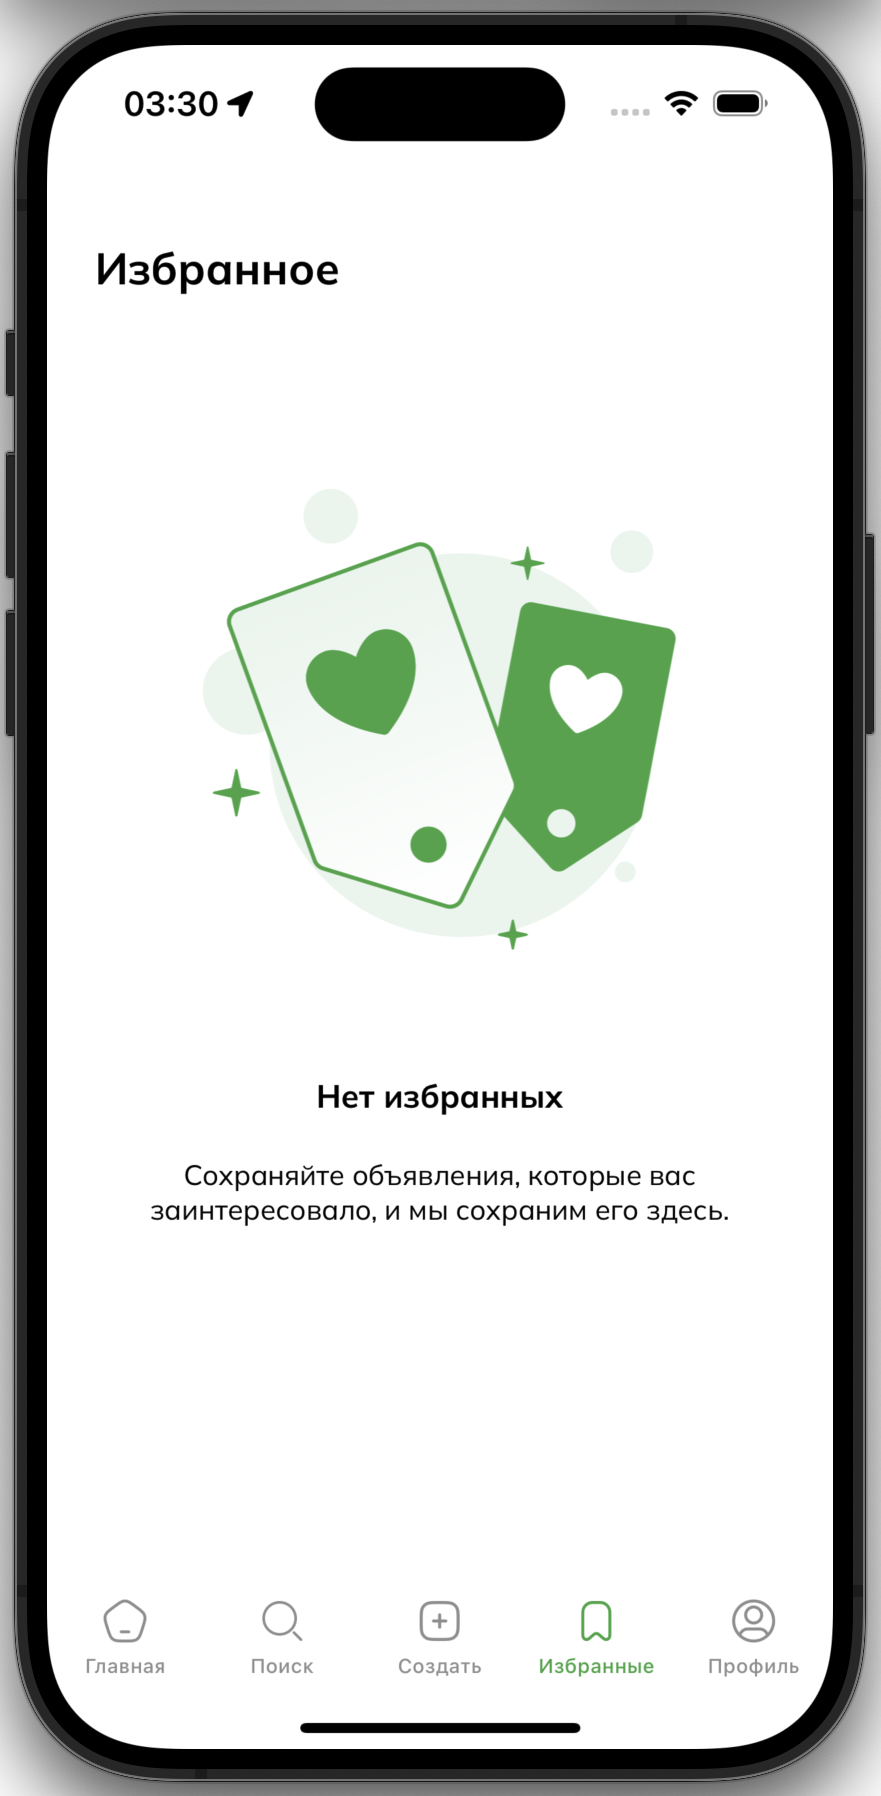 03:30
Избранное
Нет избранных
Сохраняйте объявления, которые вас
заинтересовало, и мы сохраним его здесь.
Главная
Поиск
Создать
Избранные
Профиль